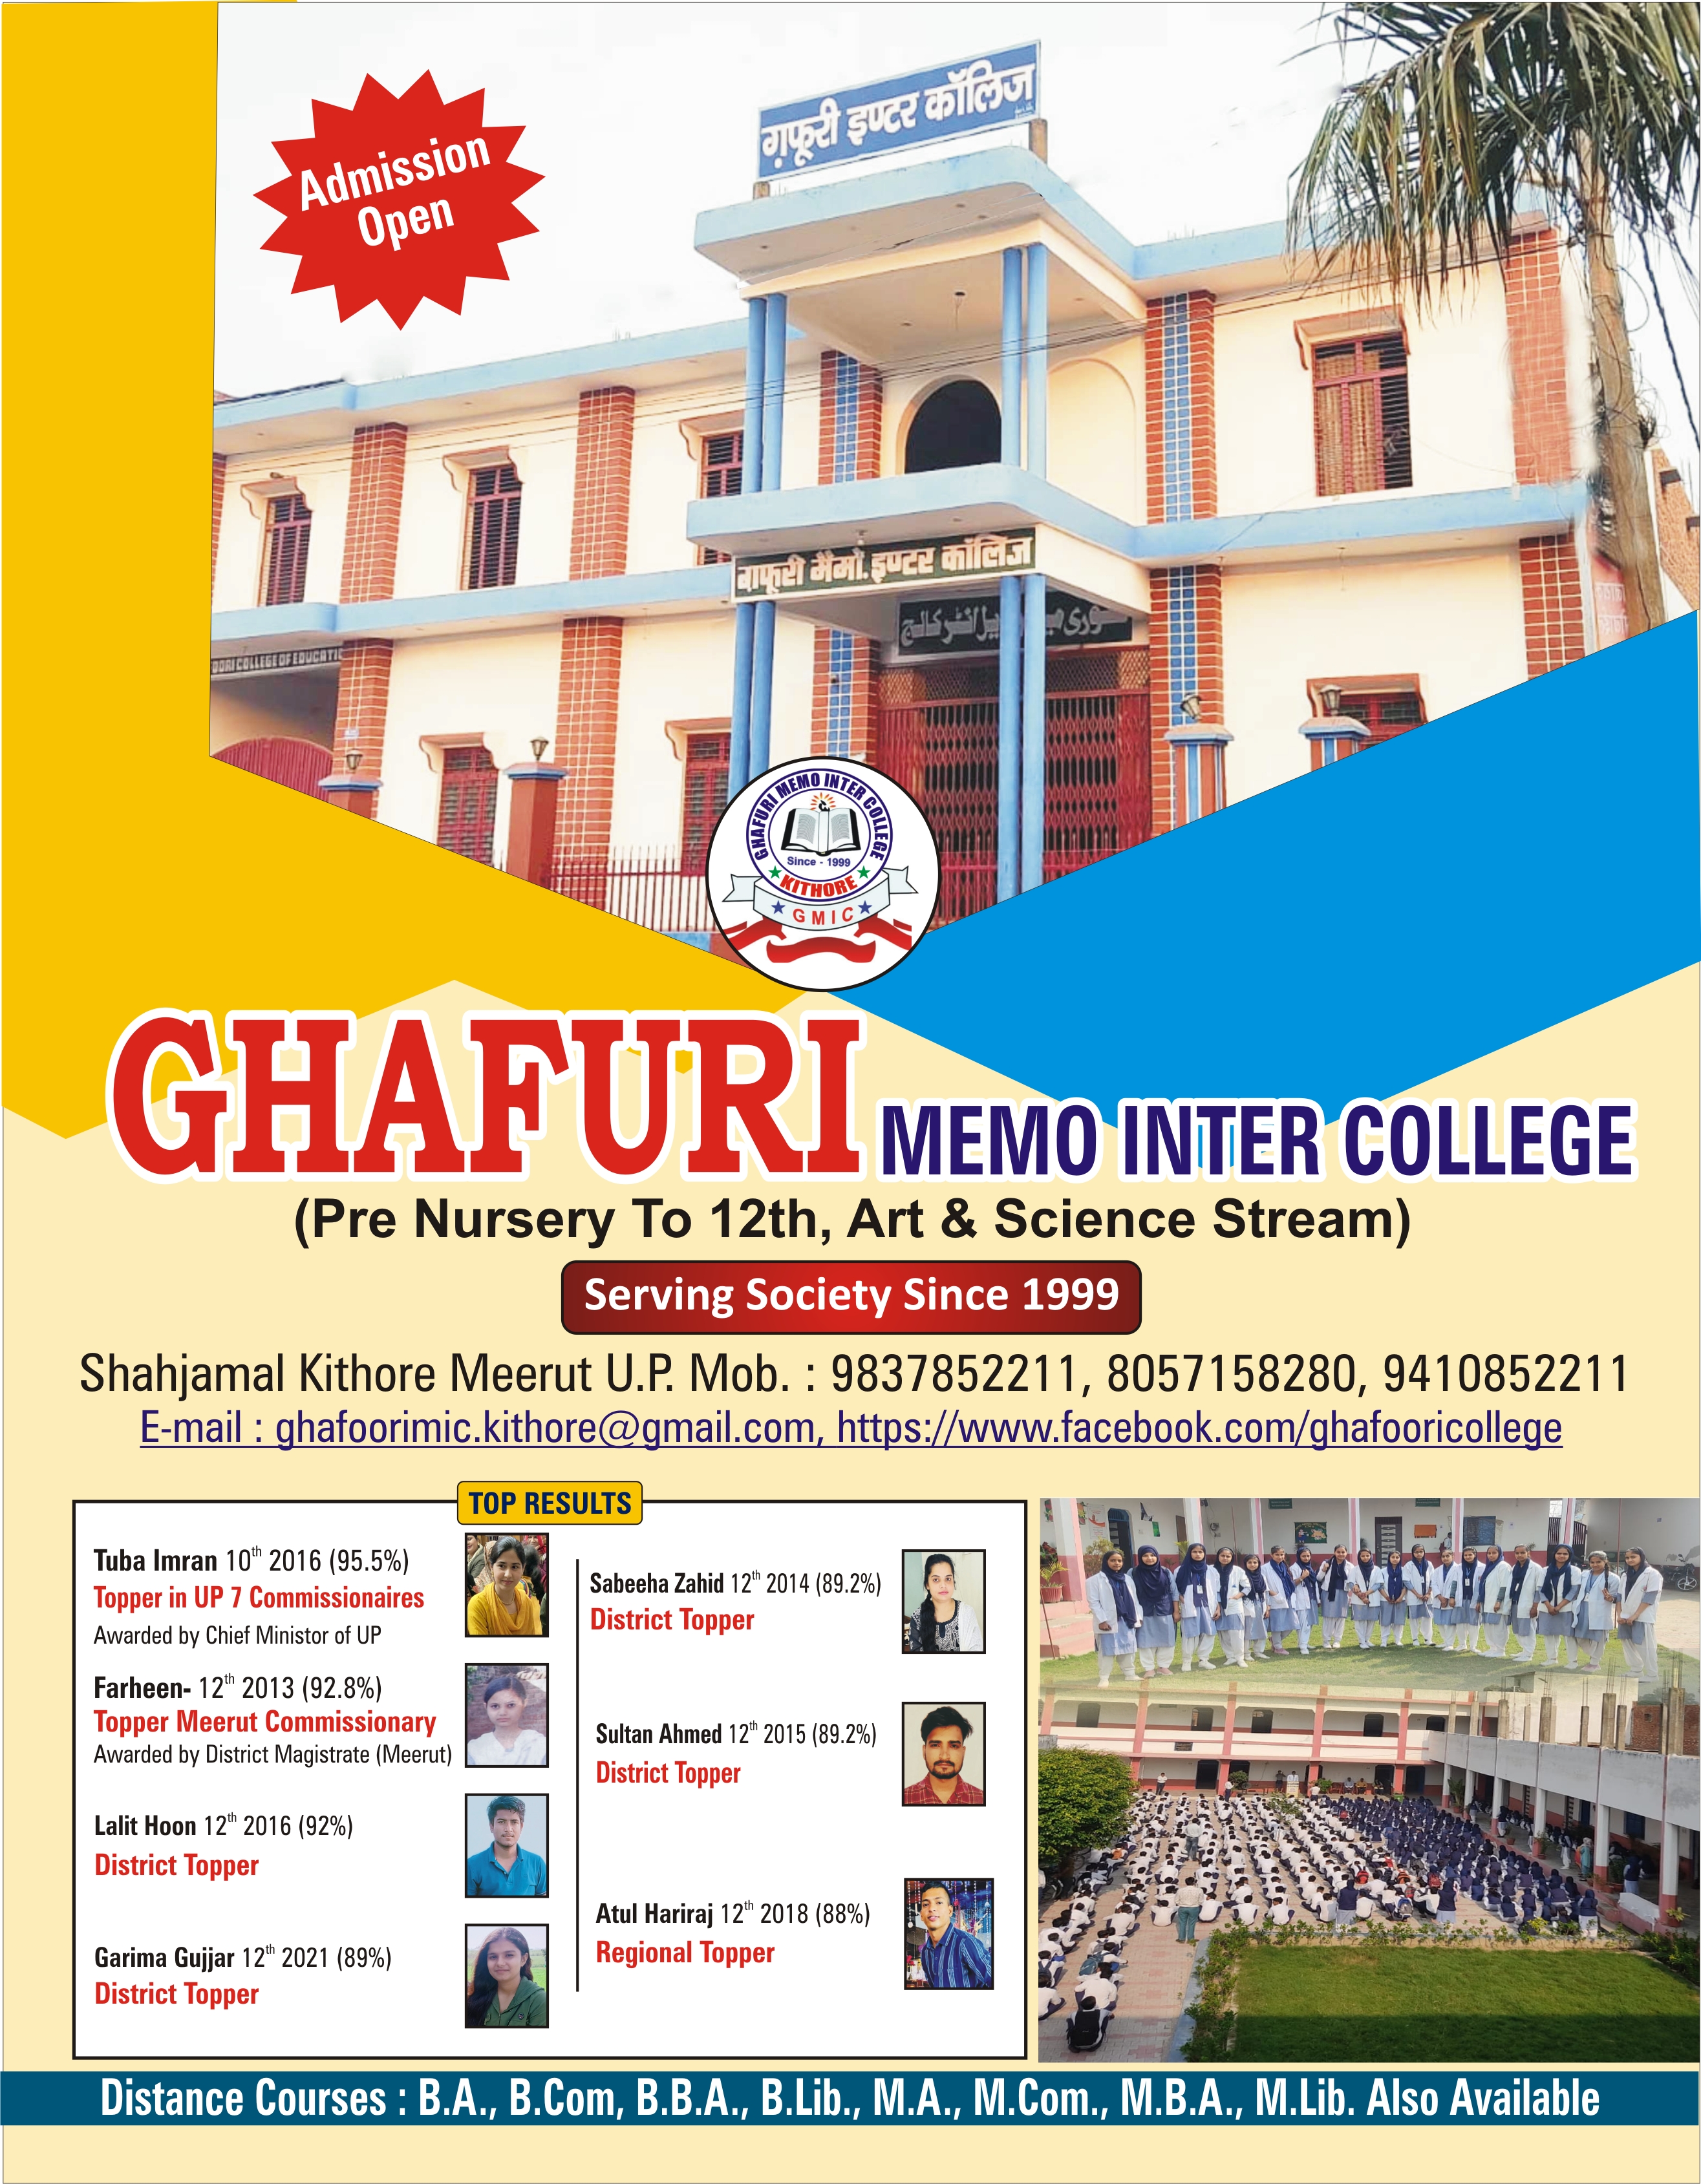 Admission
Open
ग़फूरी इण्टर कॉलिज
ग़फूरी मैमो. इण्टर कॉलिज
OORI COLLEGE OF EDUCATIO
GHAFURI MEMO INTER COLLEGE
Since - 1999
KITHORE
GMIC
GHAFURI MEMO INTER COLLEGE
(Pre Nursery To 12th, Art & Science Stream)
Serving Society Since 1999
Shahjamal Kithore Meerut U.P. Mob. : 9837852211, 8057158280, 9410852211
E-mail : ghafoorimic.kithore@gmail.com, https://www.facebook.com/ghafooricollege
TOP RESULTS
Tuba Imran 10th 2016 (95.5%)
Topper in UP 7 Commissionaires
Awarded by Chief Ministor of UP
Farheen- 12th 2013 (92.8%)
Topper Meerut Commissionary
Awarded by District Magistrate (Meerut)
Lalit Hoon 12th 2016 (92%)
District Topper
Garima Gujjar 12th 2021 (89%)
District Topper
Sabeeha Zahid 12th 2014 (89.2%)
District Topper
Sultan Ahmed 12th 2015 (89.2%)
District Topper
Atul Hariraj 12th 2018 (88%)
Regional Topper
Distance Courses : B.A., B.Com, B.B.A., B.Lib., M.A., M.Com., M.B.A., M.Lib. Also Available